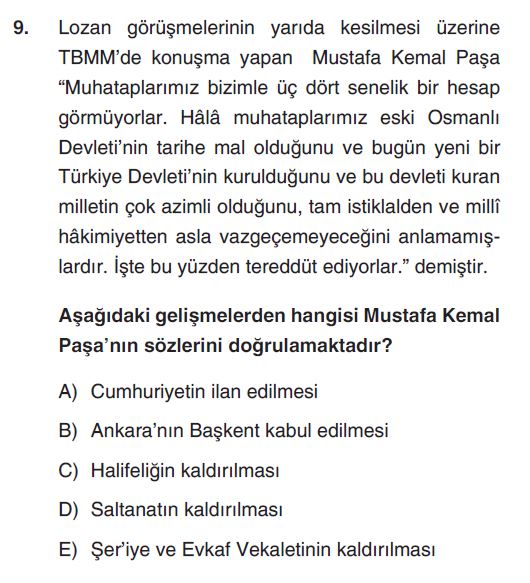 9. Lozan görüşmelerinin yarıda kesilmesi üzerine
TBMM’de konuşma yapan Mustafa Kemal Paşa
“Muhataplarımız bizimle üç dört senelik bir hesap
görmüyorlar. Hâlâ muhataplarımız eski Osmanlı
Devleti’nin tarihe mal olduğunu ve bugün yeni bir
Türkiye Devleti’nin kurulduğunu ve bu devleti kuran
milletin çok azimli olduğunu, tam istiklalden ve millî
hâkimiyetten asla vazgeçemeyeceğini anlamamış-
lardır. İşte bu yüzden tereddüt ediyorlar.” demiştir.
Aşağıdaki gelişmelerden hangisi Mustafa Kemal
Paşa’nın sözlerini doğrulamaktadır?
A) Cumhuriyetin ilan edilmesi
B) Ankara’nın Başkent kabul edilmesi
C) Halifeliğin kaldırılması
D) Saltanatın kaldırılması
E) Şer’iye ve Evkaf Vekaletinin kaldırılması